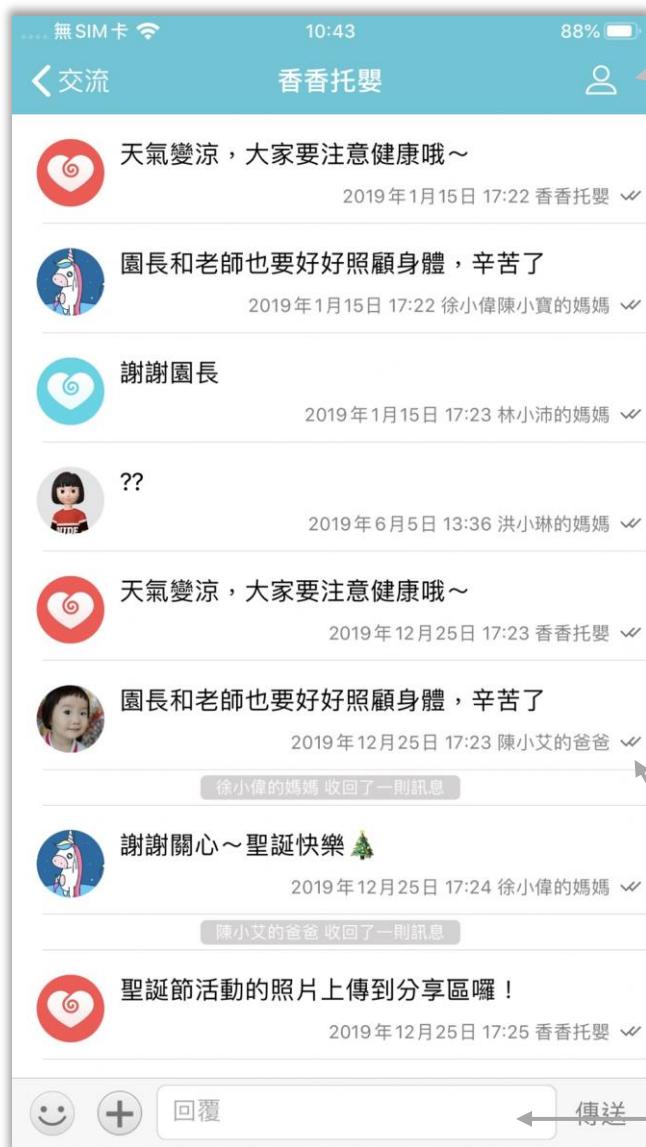 無SIM卡 10:43 88%
交流 香香托嬰
天氣變涼，大家要注意健康哦～
2019年1月15日 17:22 香香托嬰
園長和老師也要好好照顧身體，辛苦了
2019年1月15日 17:22 徐小偉陳小寶的媽媽
謝謝園長
2019年1月15日 17:23 林小沛的媽媽
??
2019年6月5日 13:36 洪小琳的媽媽
天氣變涼，大家要注意健康哦～
2019年12月25日 17:23 香香托嬰
園長和老師也要好好照顧身體，辛苦了
2019年12月25日 17:23 陳小艾的爸爸
徐小偉的媽媽 收回了一則訊息
謝謝關心～聖誕快樂🎄
2019年12月25日 17:24 徐小偉的媽媽
陳小艾的爸爸 收回了一則訊息
聖誕節活動的照片上傳到分享區囉！
2019年12月25日 17:25 香香托嬰
回覆 傳送